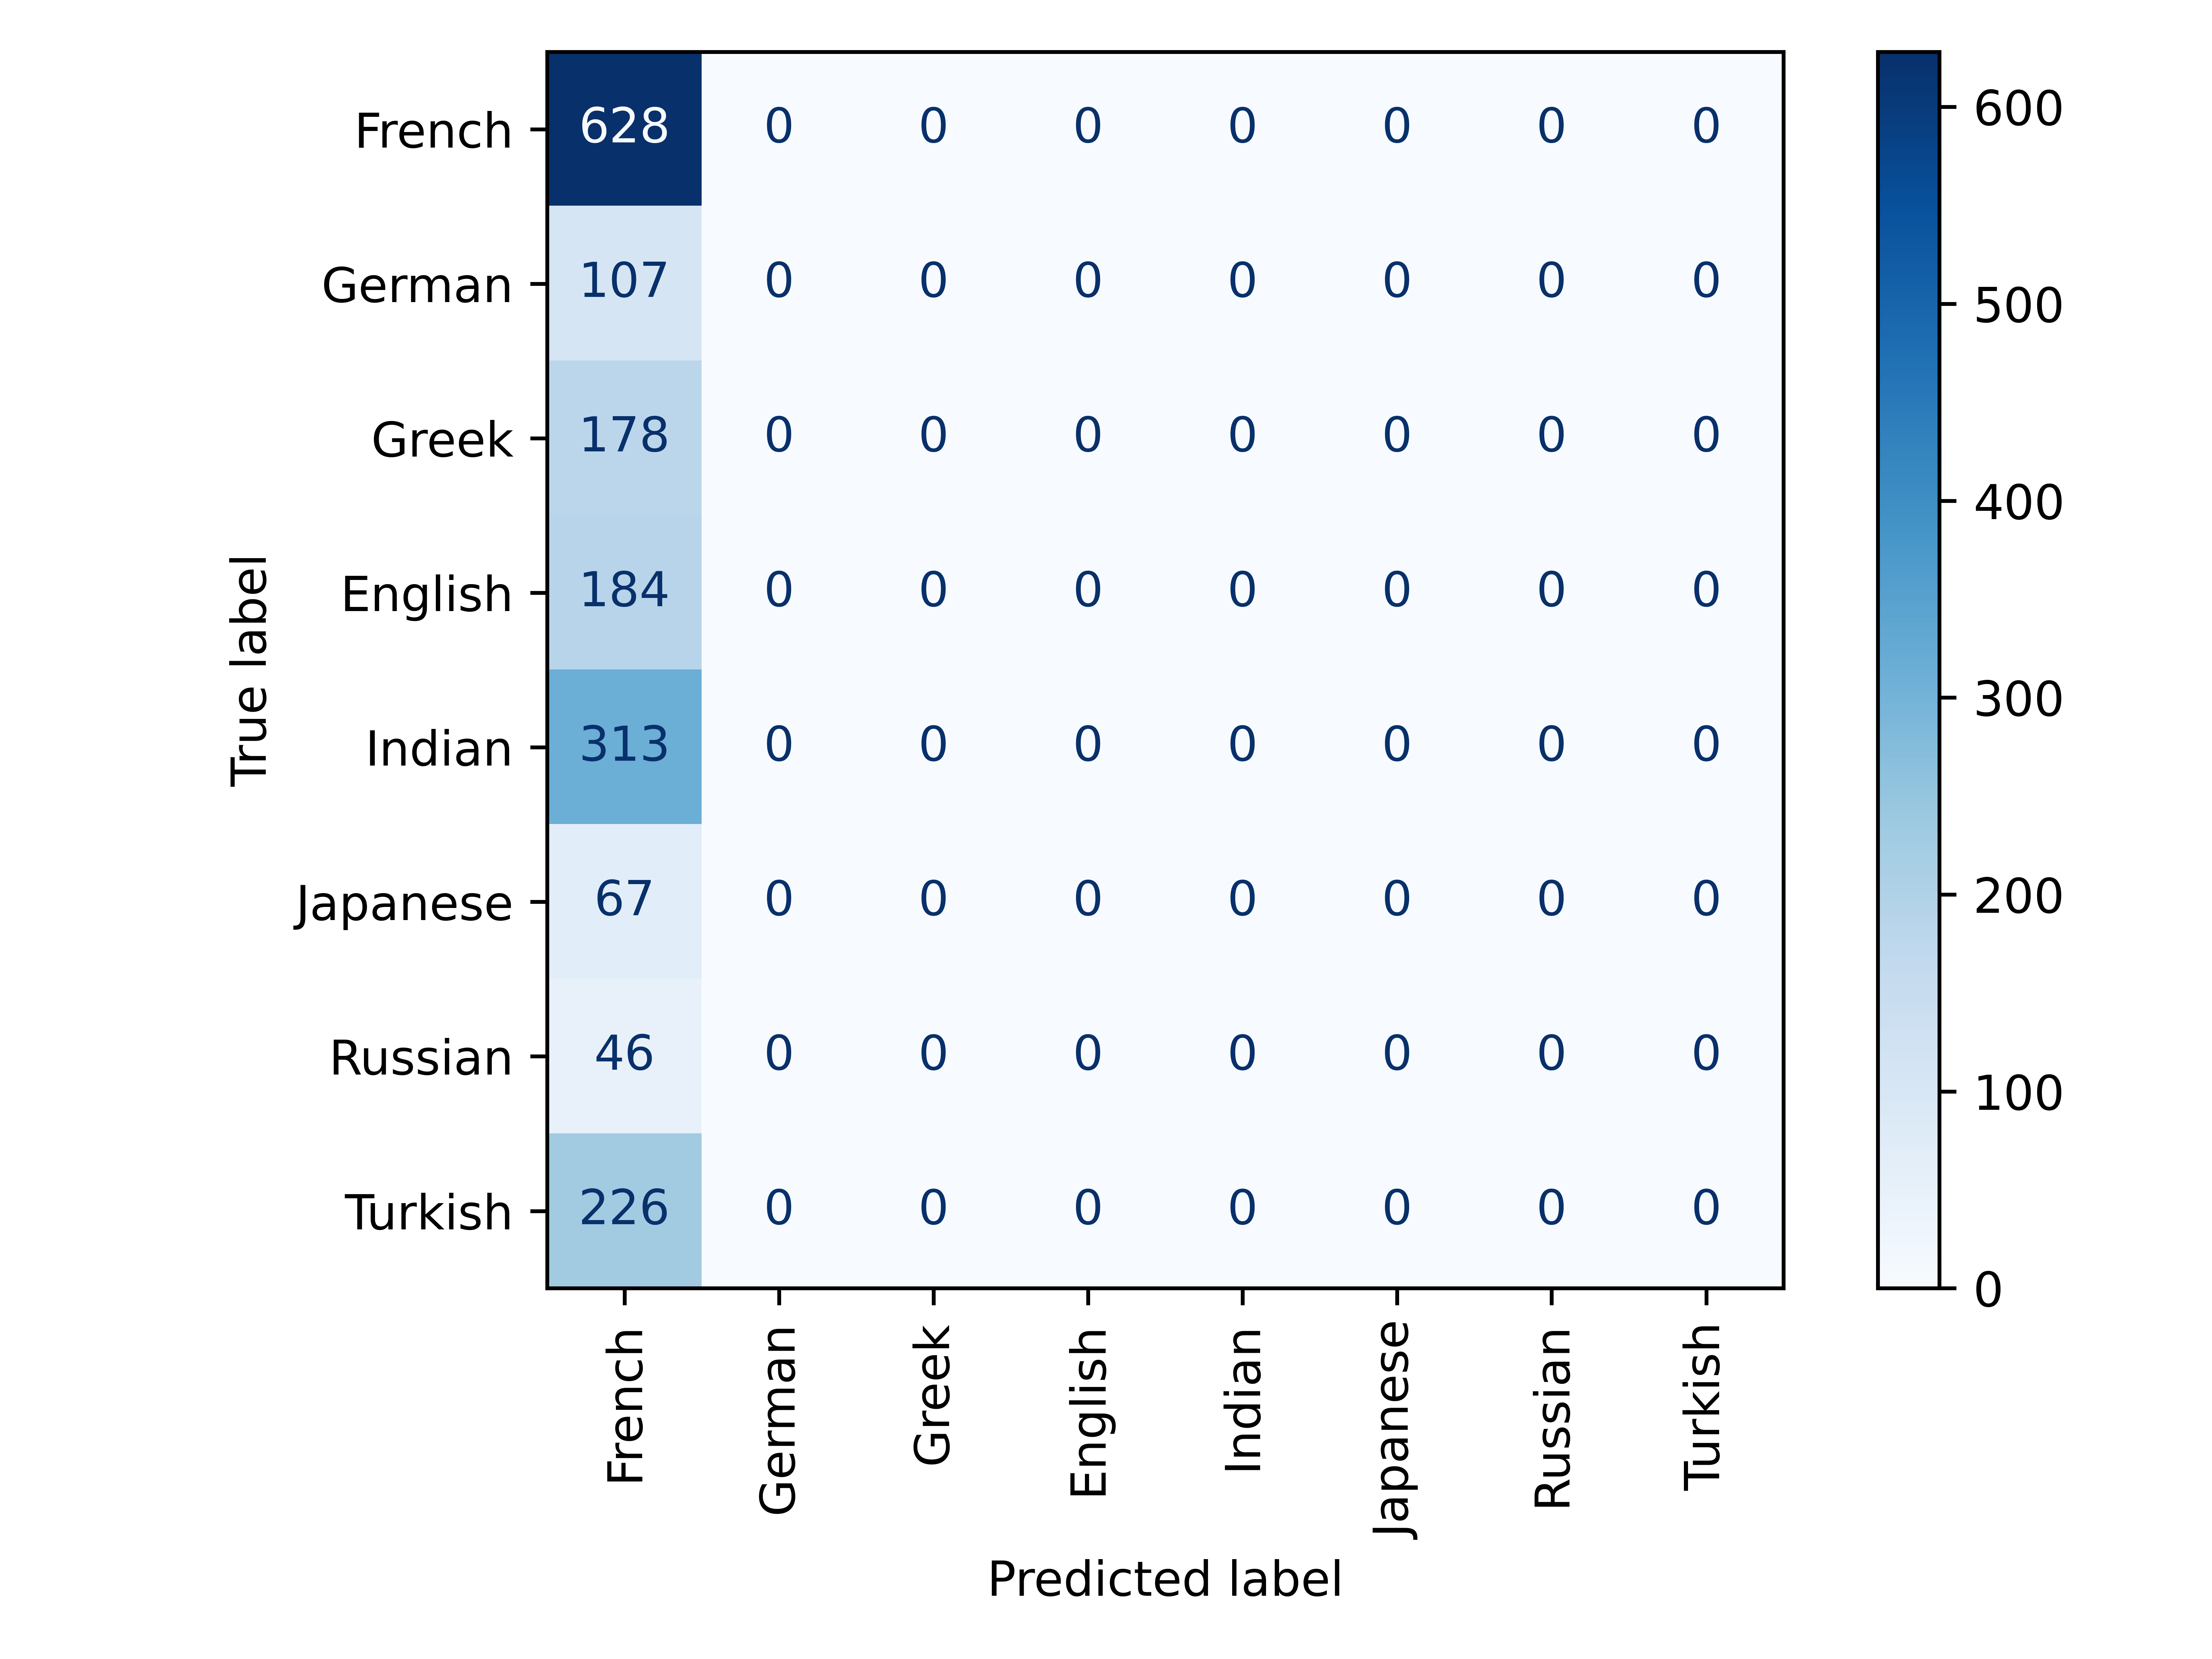 French 628 0 0 0 0 0 0 0
German 107 0 0 0 0 0 0 0
Greek 178 0 0 0 0 0 0 0
English 184 0 0 0 0 0 0 0
Indian 313 0 0 0 0 0 0 0
Japanese 67 0 0 0 0 0 0 0
Russian 46 0 0 0 0 0 0 0
Turkish 226 0 0 0 0 0 0 0
True label
French German Greek English Indian Japanese Russian Turkish
Predicted label
600
500
400
300
200
100
0